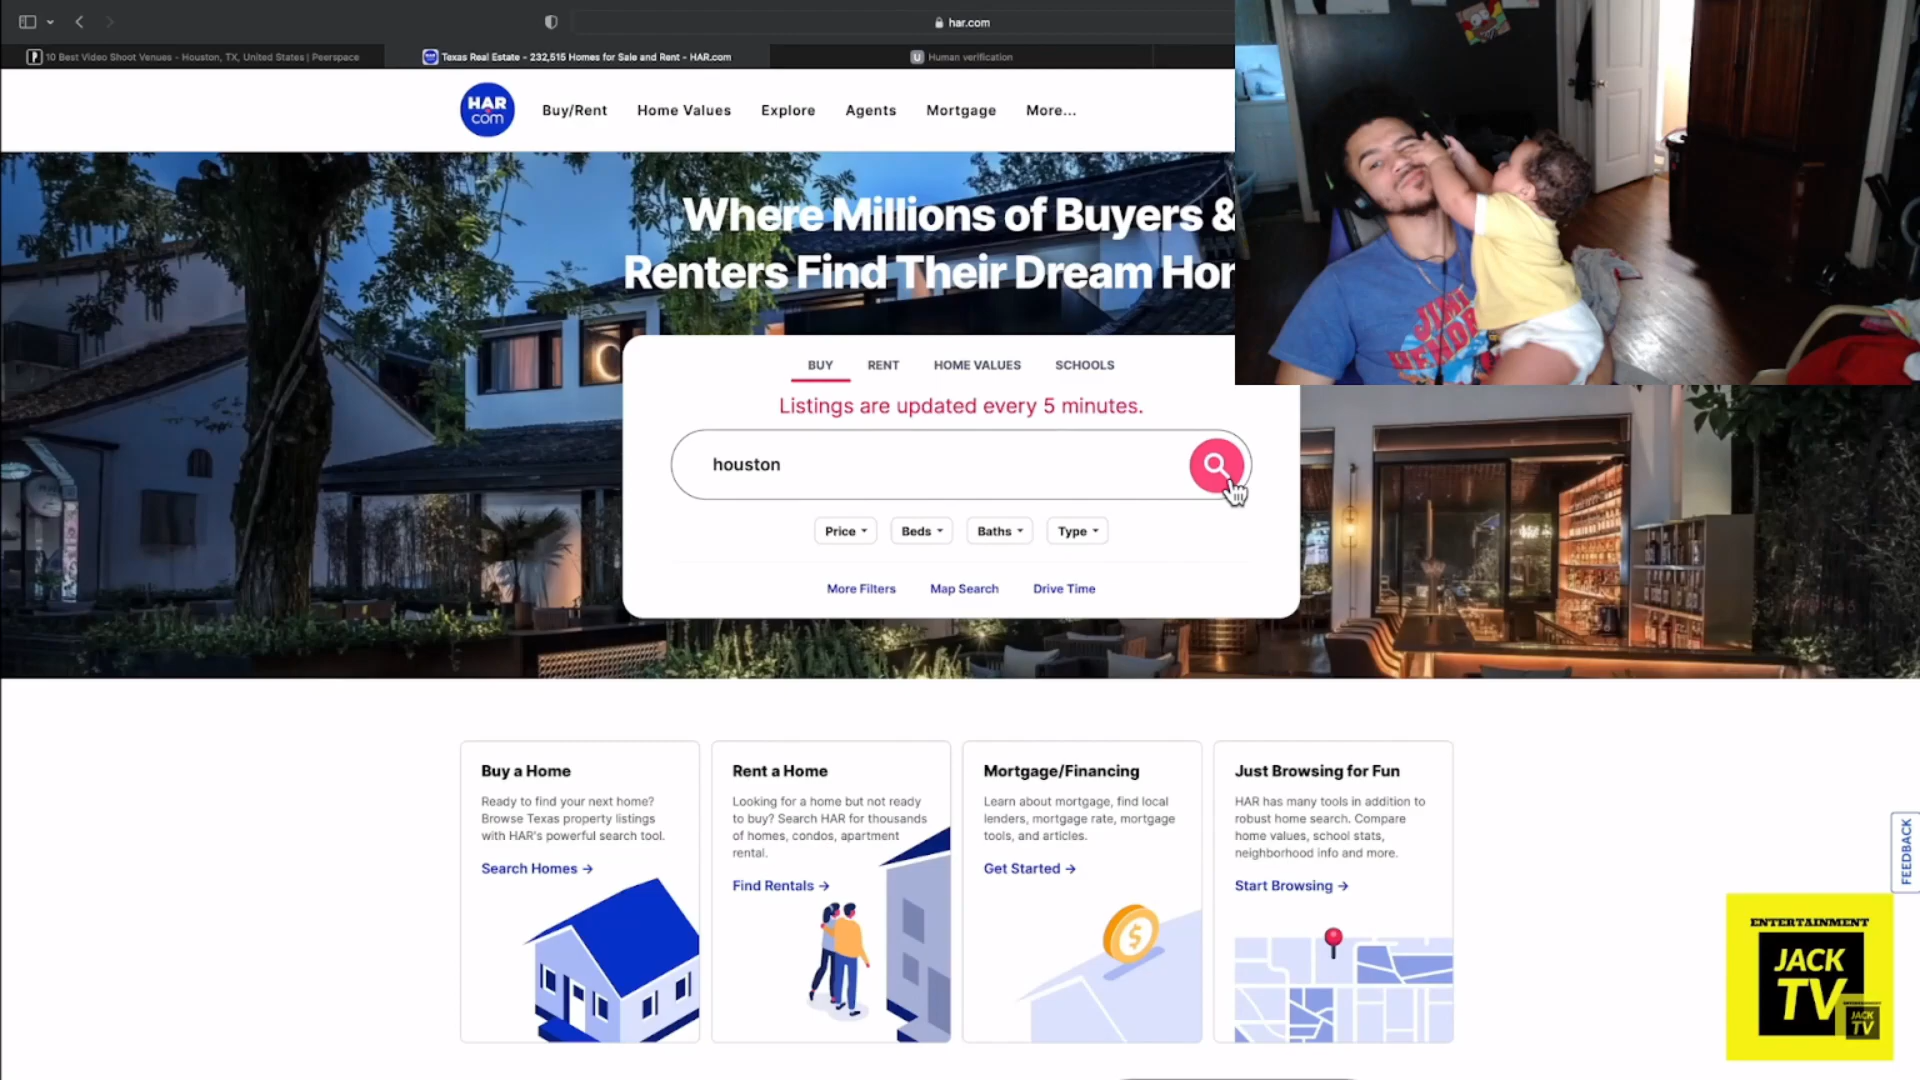 har.com
10 Best Video Shoot Venues - Houston, TX, United States | Peerspace
Texas Real Estate - 232,515 Homes for Sale and Rent - HAR.com
Human verification
HAR
com
Buy/Rent
Home Values
Explore
Agents
Mortgage
More...
Where Millions of Buyers &
Renters Find Their Dream
BUY
RENT
HOME VALUES
SCHOOLS
Listings are updated every 5 minutes.
houston
Price
Beds
Baths
Type
More Filters
Map Search
Drive Time
Buy a Home
Ready to find your next home?
Browse Texas property listings
with HAR's powerful search tool.
Search Homes →
Rent a Home
Looking for a home but not ready
to buy? Search HAR for thousands
of homes, condos, apartment
rental.
Find Rentals →
Mortgage/Financing
Learn about mortgage, find local
lenders, mortgage rate, mortgage
tools, and articles.
Get Started →
Just Browsing for Fun
HAR has many tools in addition to
robust home search. Compare
home values, school stats,
neighborhood info and more.
Start Browsing →
FEEDBACK
ENTERTAINMENT
JACK
TV
JACK
TV